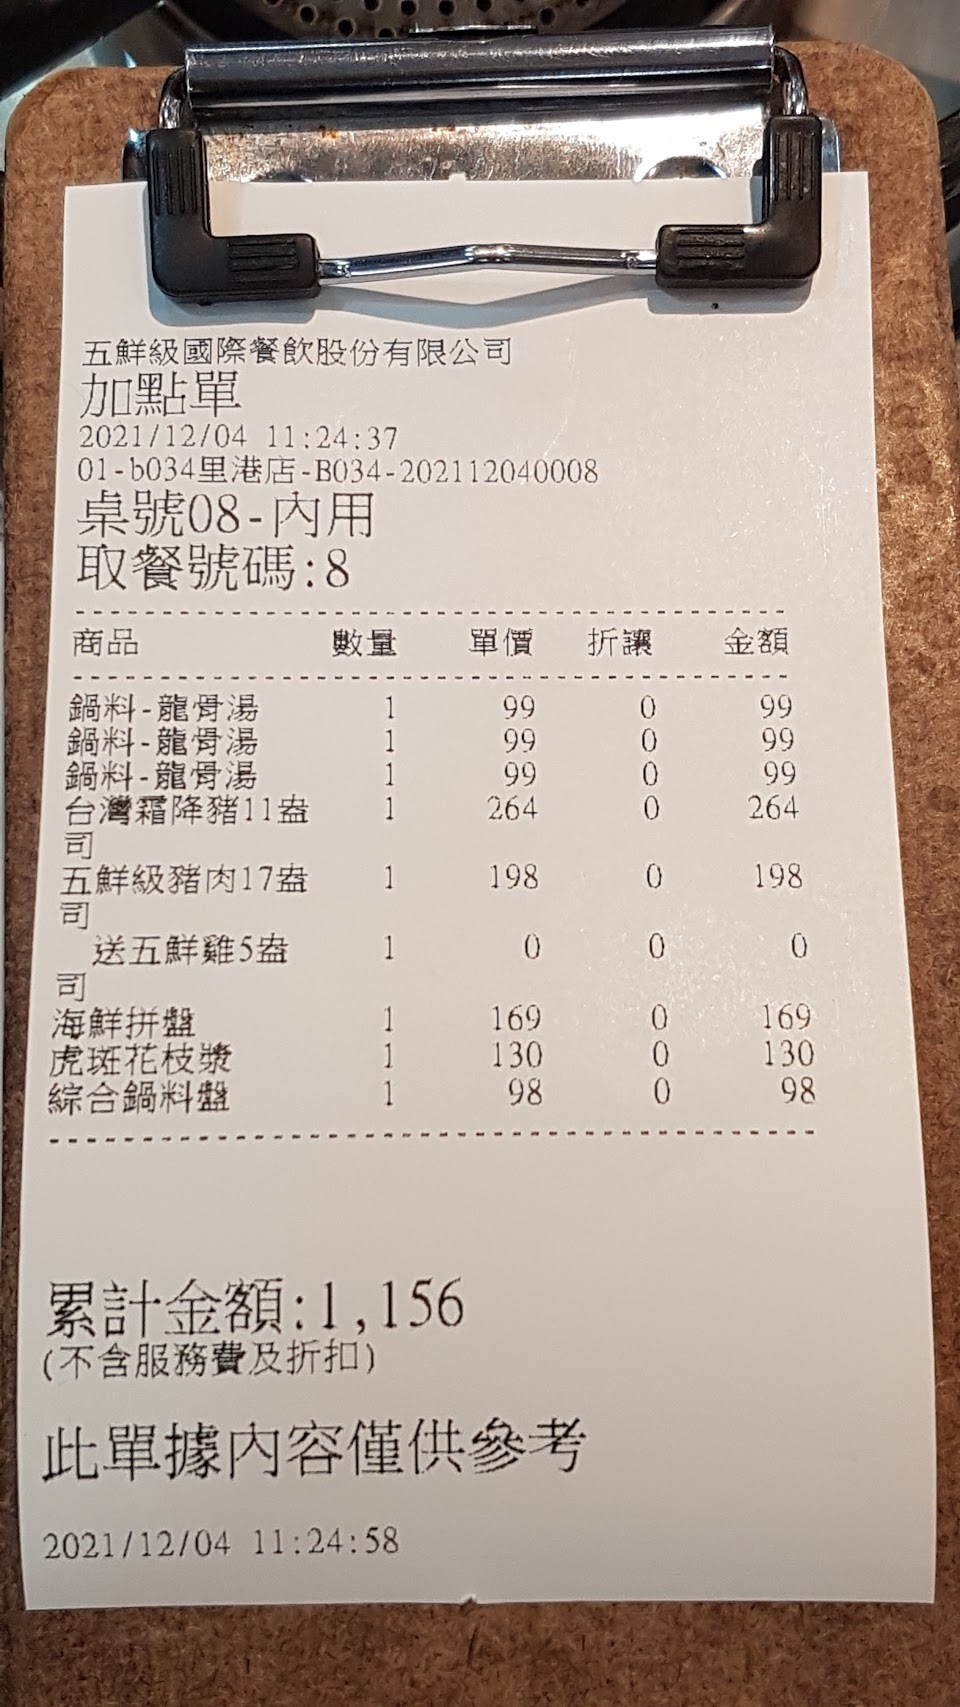 五鮮級國際餐飲股份有限公司
加點單
2021/12/04 11:24:37
01-b034里港店-B034-202112040008
桌號08-內用
取餐號碼:8
商品 數量 單價 折讓 金額
鍋料-龍骨湯 1 99 0 99
鍋料-龍骨湯 1 99 0 99
鍋料-龍骨湯 1 99 0 99
台灣霜降豬11盎 1 264 0 264
司
五鮮級豬肉17盎 1 198 0 198
司
送五鮮雞5盎 1 0 0 0
司
海鮮拼盤 1 169 0 169
虎斑花枝漿 1 130 0 130
綜合鍋料盤 1 98 0 98
累計金額:1,156
(不含服務費及折扣)
此單據內容僅供參考
2021/12/04 11:24:58